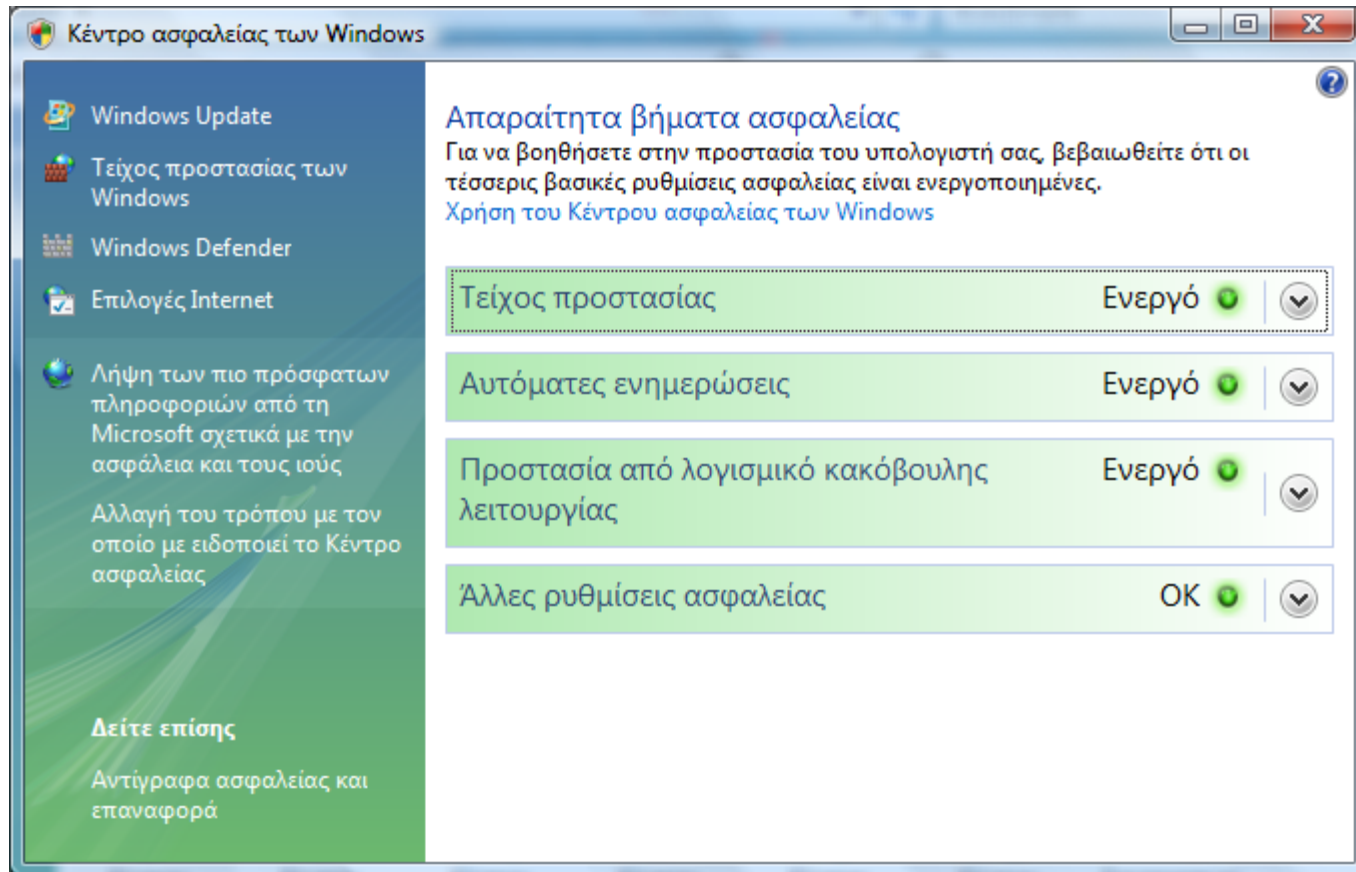 Κέντρο ασφαλείας των Windows
Windows Update
Τείχος προστασίας των
Windows
Windows Defender
Επιλογές Internet
Λήψη των πιο πρόσφατων
πληροφοριών από τη
Microsoft σχετικά με την
ασφάλεια και τους ιούς
Αλλαγή του τρόπου με τον
οποίο με ειδοποιεί το Κέντρο
ασφαλείας
Δείτε επίσης
Αντίγραφα ασφαλείας και
επαναφορά
Απαραίτητα βήματα ασφαλείας
Για να βοηθήσετε στην προστασία του υπολογιστή σας, βεβαιωθείτε ότι οι
τέσσερις βασικές ρυθμίσεις ασφαλείας είναι ενεργοποιημένες.
Χρήση του Κέντρου ασφαλείας των Windows
Τείχος προστασίας Ενεργό
Αυτόματες ενημερώσεις Ενεργό
Προστασία από λογισμικό κακόβουλης Ενεργό
λειτουργίας
Άλλες ρυθμίσεις ασφαλείας OK